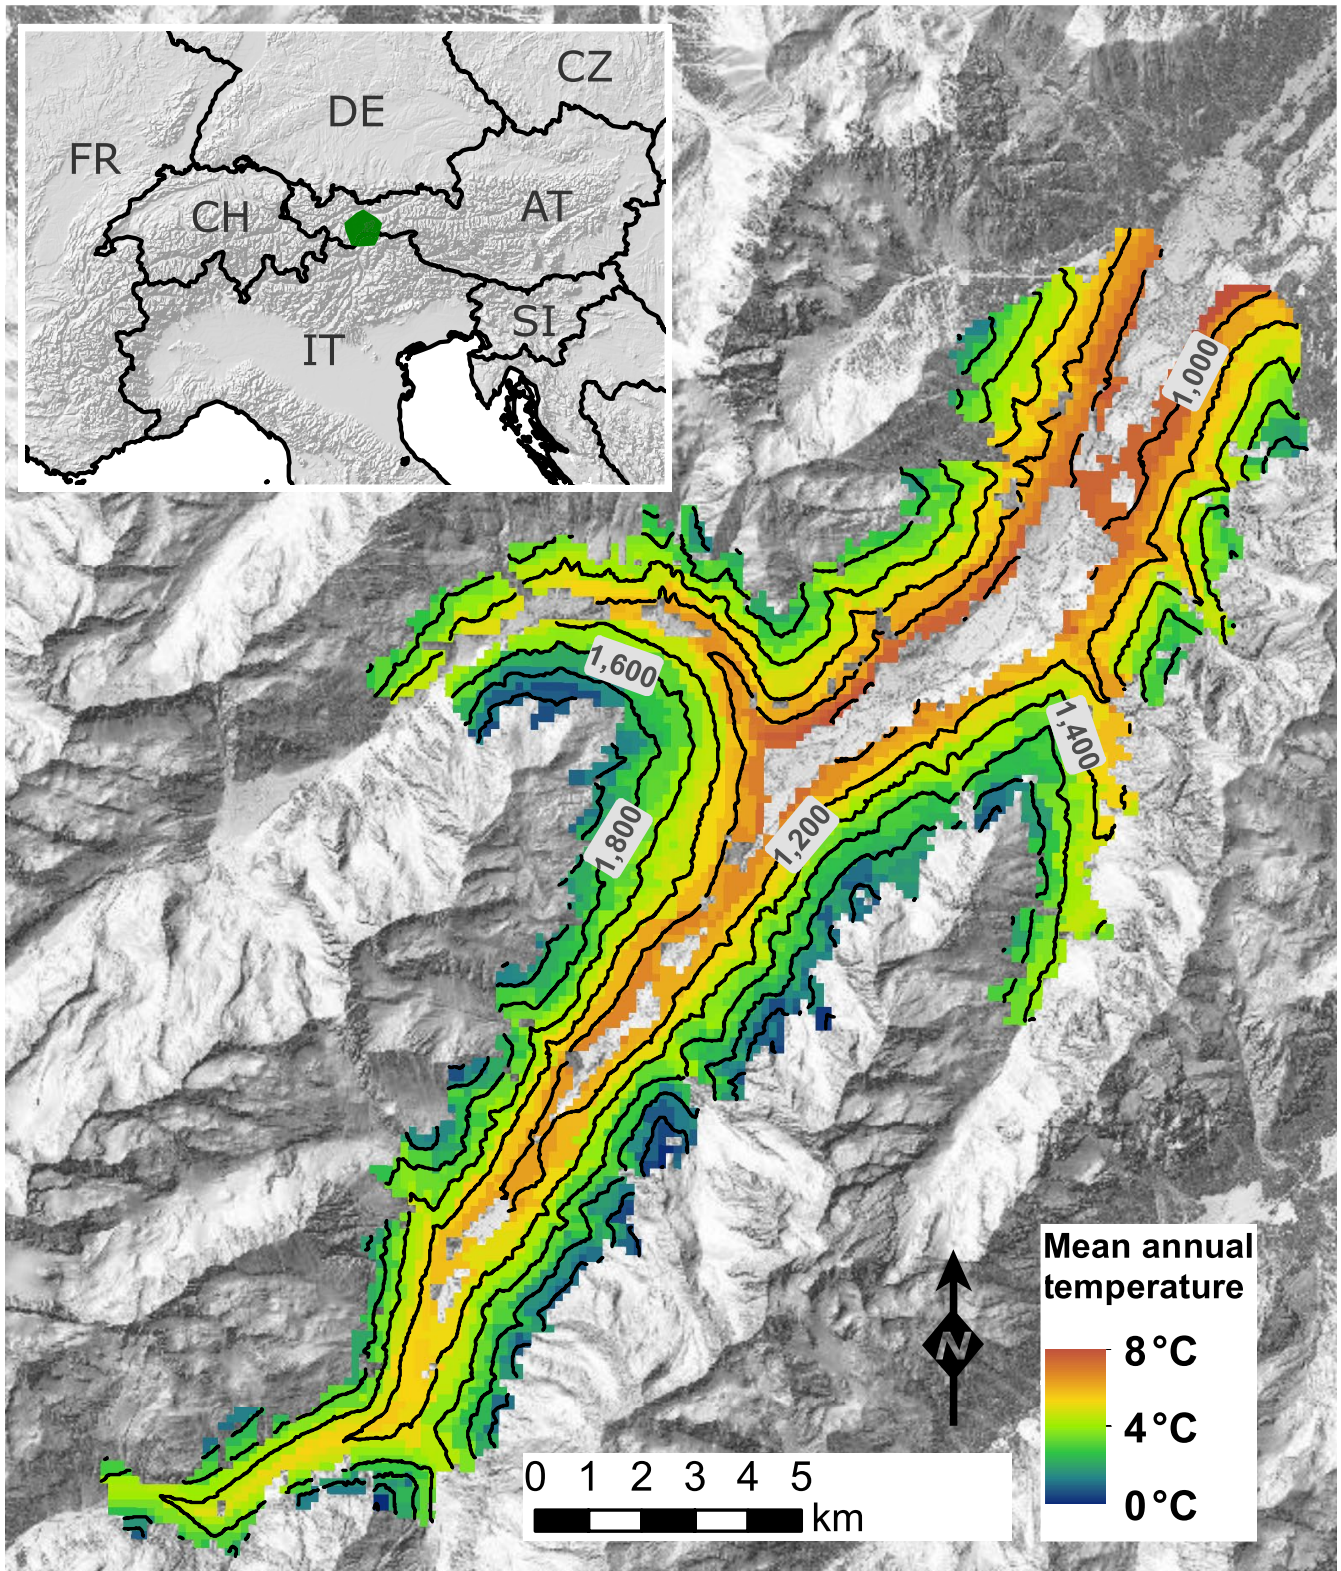 CZ
DE
FR
CH
AT
SI
IT
1,000
1,600
1,400
1,800
1,200
Mean annual
temperature
8 °C
4 °C
0 °C
N
0 1 2 3 4 5
km